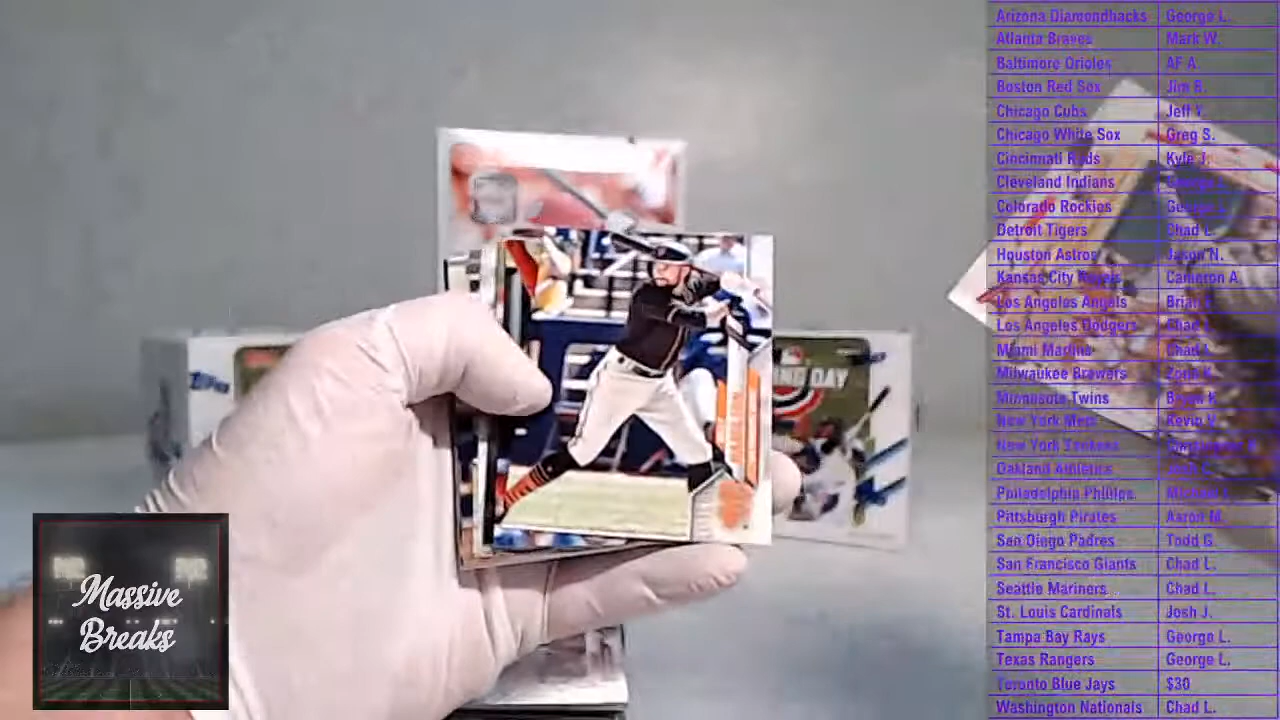 Arizona Diamondbacks George L.
Atlanta Braves Mark W.
Baltimore Orioles AF A
Boston Red Sox Jim B.
Chicago Cubs Jeff Y.
Chicago White Sox Greg S.
Cincinnati Reds Kyle J.
Cleveland Indians George L.
Colorado Rockies George L.
Detroit Tigers Chad L.
Houston Astros Jason N.
Kansas City Royals Cameron A.
Los Angeles Angels Brian
Los Angeles Dodgers Chad L.
Miami Marlins Chad L.
Milwaukee Brewers
Minnesota Twins
New York Mets Kevin V.
New York Yankees
Oakland Athletics
Philadelphia Phillies
Pittsburgh Pirates Aaron M.
San Diego Padres Todd G.
San Francisco Giants Chad L.
Seattle Mariners Chad L.
St. Louis Cardinals Josh J.
Tampa Bay Rays George L.
Texas Rangers George L.
Toronto Blue Jays $30
Washington Nationals Chad L.
Topps
DAY
Massive
Breaks